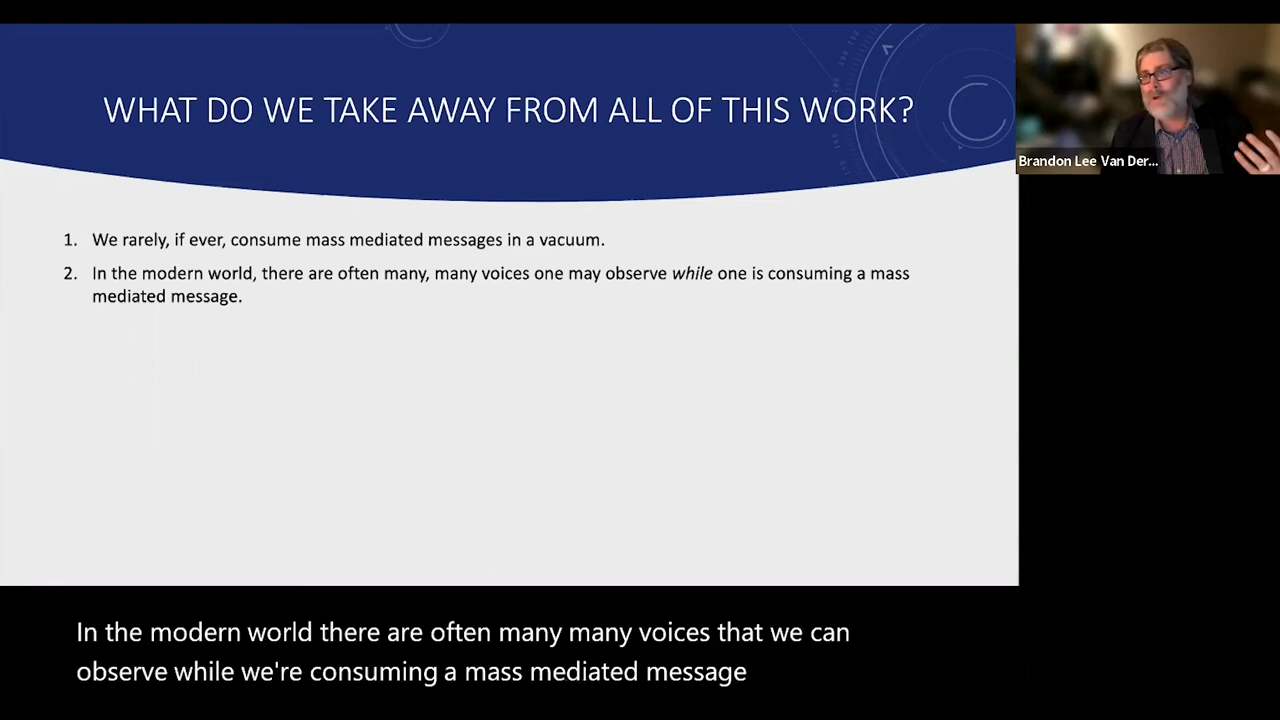 WHAT DO WE TAKE AWAY FROM ALL OF THIS WORK?
Brandon Lee Van Der...
1. We rarely, if ever, consume mass mediated messages in a vacuum.
2. In the modern world, there are often many, many voices one may observe while one is consuming a mass
mediated message.
In the modern world there are often many many voices that we can
observe while we're consuming a mass mediated message